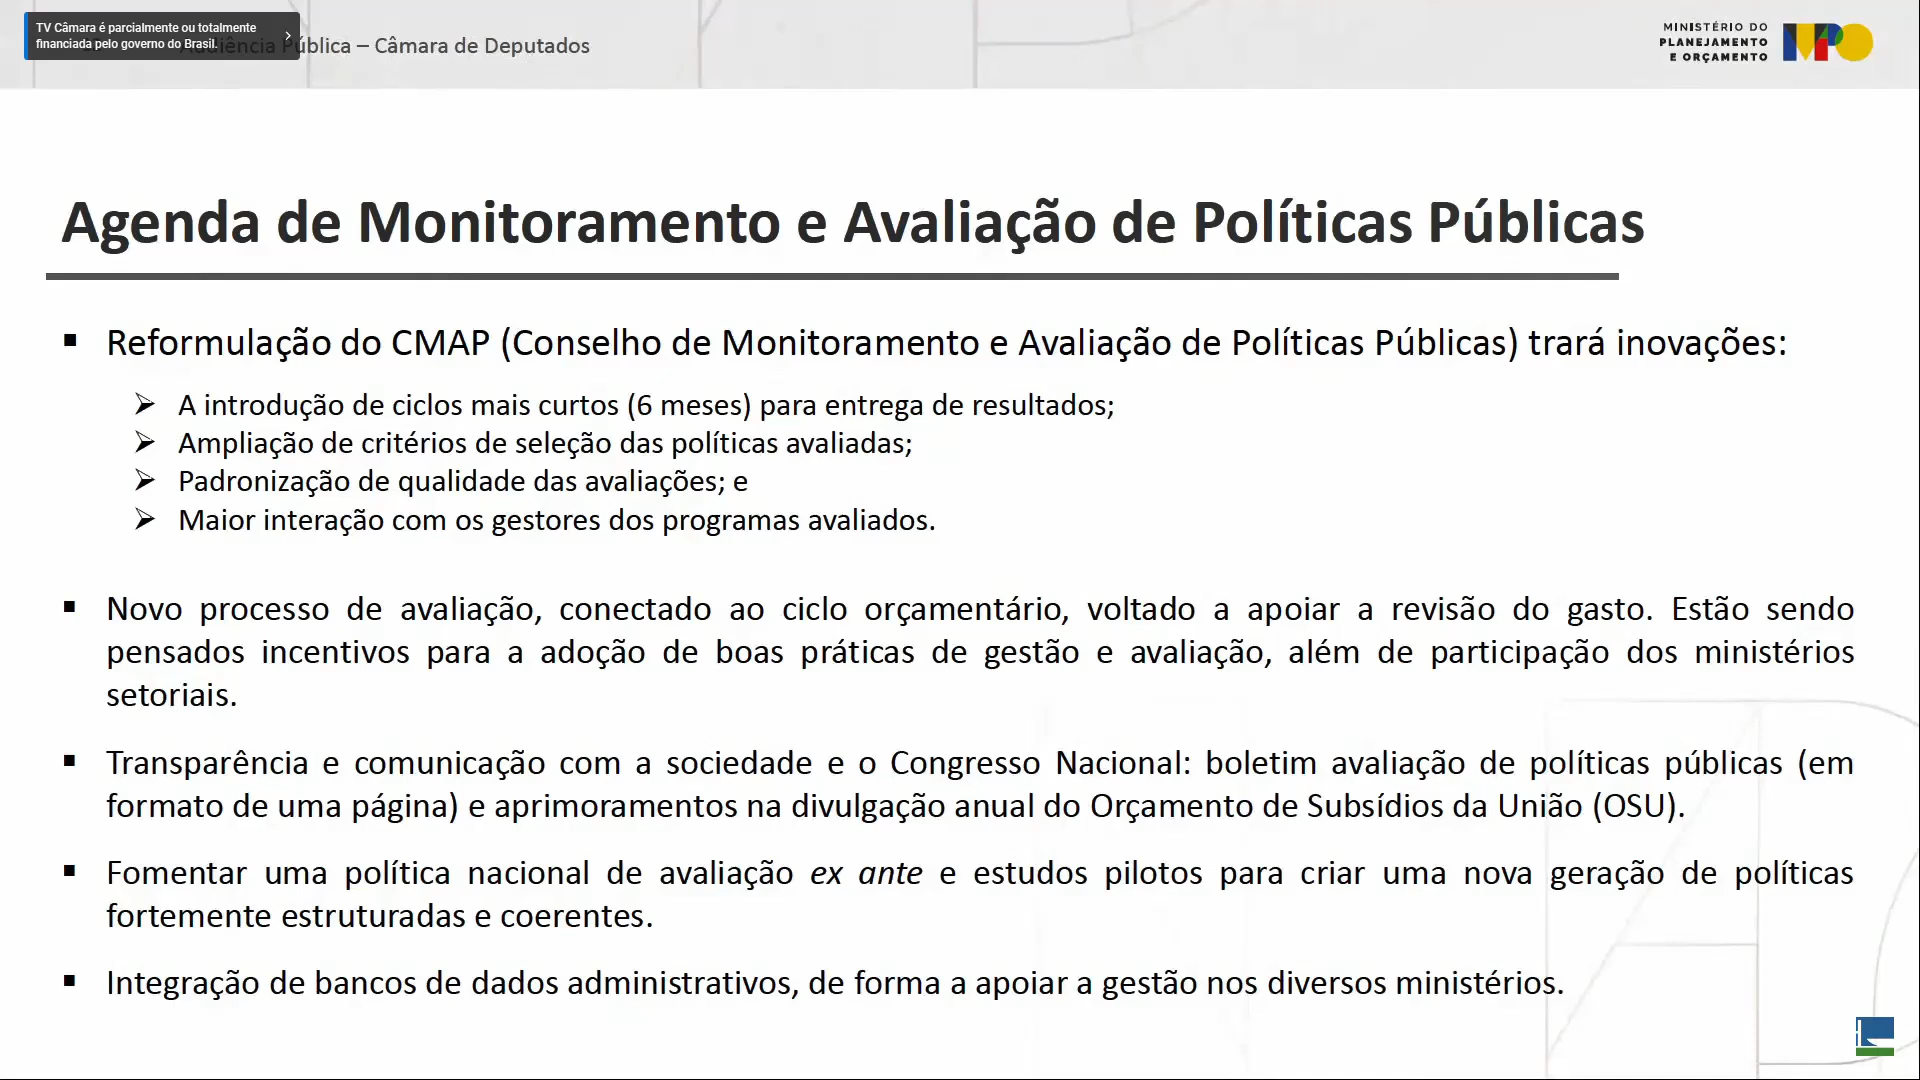 TV Câmara é parcialmente ou totalmente
financiada pelo governo do Brasil.
Audiência Pública – Câmara de Deputados
MINISTÉRIO DO
PLANEJAMENTO
E ORÇAMENTO
Agenda de Monitoramento e Avaliação de Políticas Públicas
▪ Reformulação do CMAP (Conselho de Monitoramento e Avaliação de Políticas Públicas) trará inovações:
➢ A introdução de ciclos mais curtos (6 meses) para entrega de resultados;
➢ Ampliação de critérios de seleção das políticas avaliadas;
➢ Padronização de qualidade das avaliações; e
➢ Maior interação com os gestores dos programas avaliados.
▪ Novo processo de avaliação, conectado ao ciclo orçamentário, voltado a apoiar a revisão do gasto. Estão sendo
pensados incentivos para a adoção de boas práticas de gestão e avaliação, além de participação dos ministérios
setoriais.
▪ Transparência e comunicação com a sociedade e o Congresso Nacional: boletim avaliação de políticas públicas (em
formato de uma página) e aprimoramentos na divulgação anual do Orçamento de Subsídios da União (OSU).
▪ Fomentar uma política nacional de avaliação ex ante e estudos pilotos para criar uma nova geração de políticas
fortemente estruturadas e coerentes.
▪ Integração de bancos de dados administrativos, de forma a apoiar a gestão nos diversos ministérios.